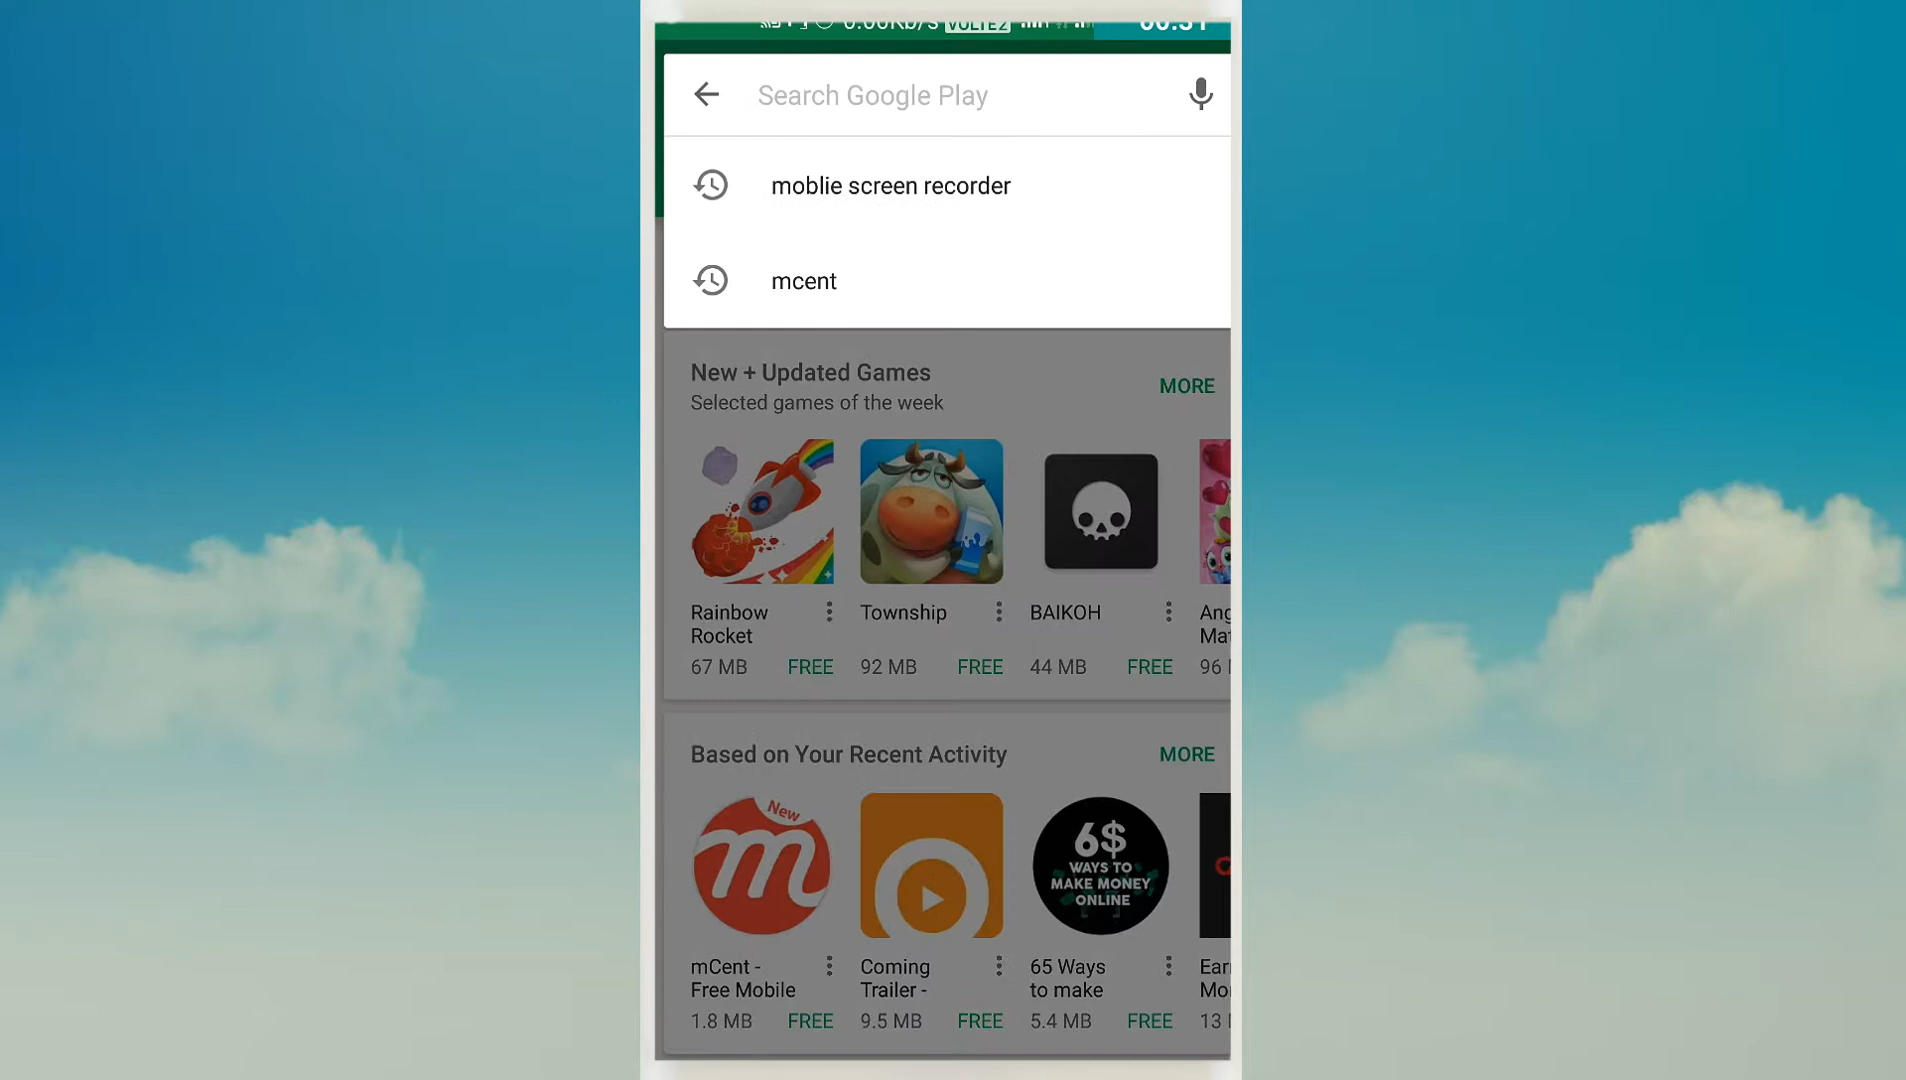 VOLTE2
Search Google Play
moblie screen recorder
mcent
New + Updated Games
MORE
Selected games of the week
Rainbow
Rocket
67 MB FREE
Township
92 MB FREE
BAIKOH
44 MB FREE
Ang
Mat
96 M
Based on Your Recent Activity
MORE
New
m
6$
WAYS TO
MAKE MONEY
ONLINE
mCent -
Free Mobile
1.8 MB FREE
Coming
Trailer -
9.5 MB FREE
65 Ways
to make
5.4 MB FREE
Ear
Mo
13